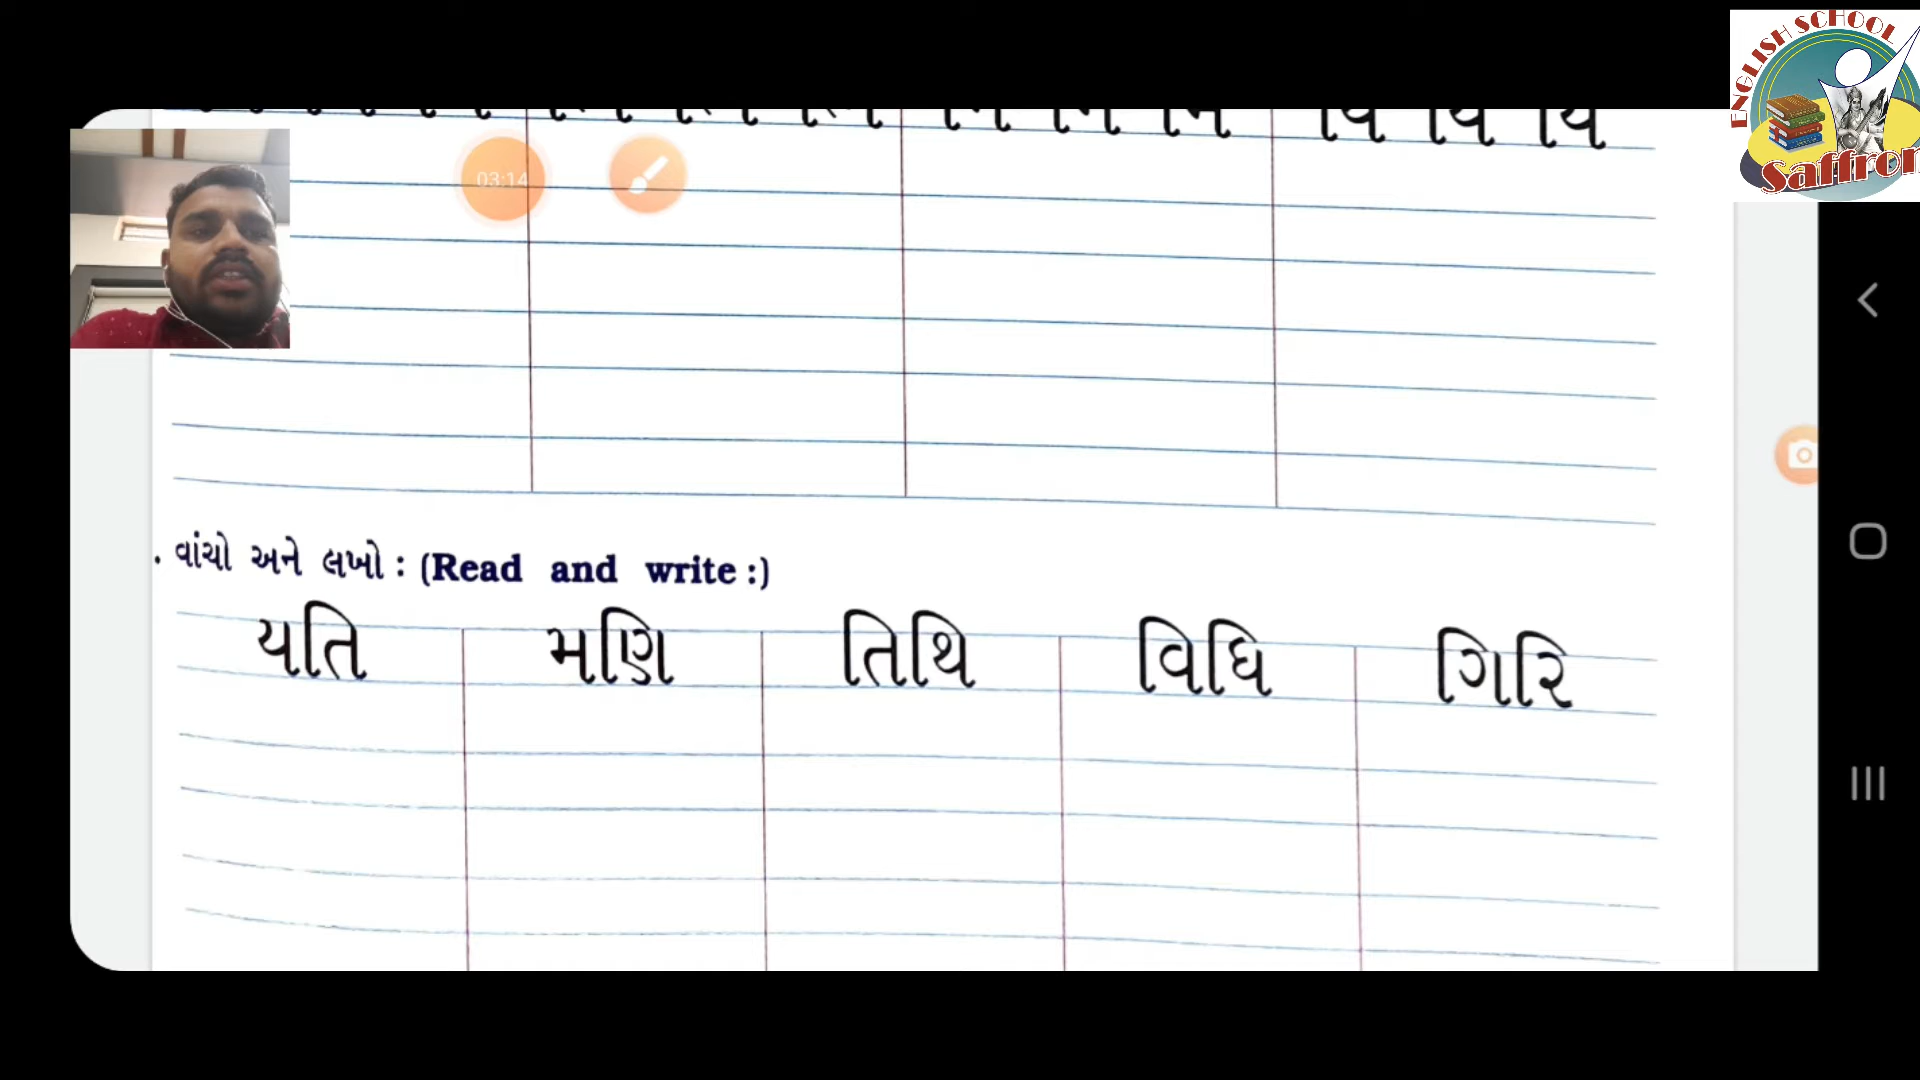 ENGLISH SCHOOL
Saffron
03:14
. વાંચો અને લખો : (Read and write :)
યતિ મણિ તિથિ વિધિ ગિરિ